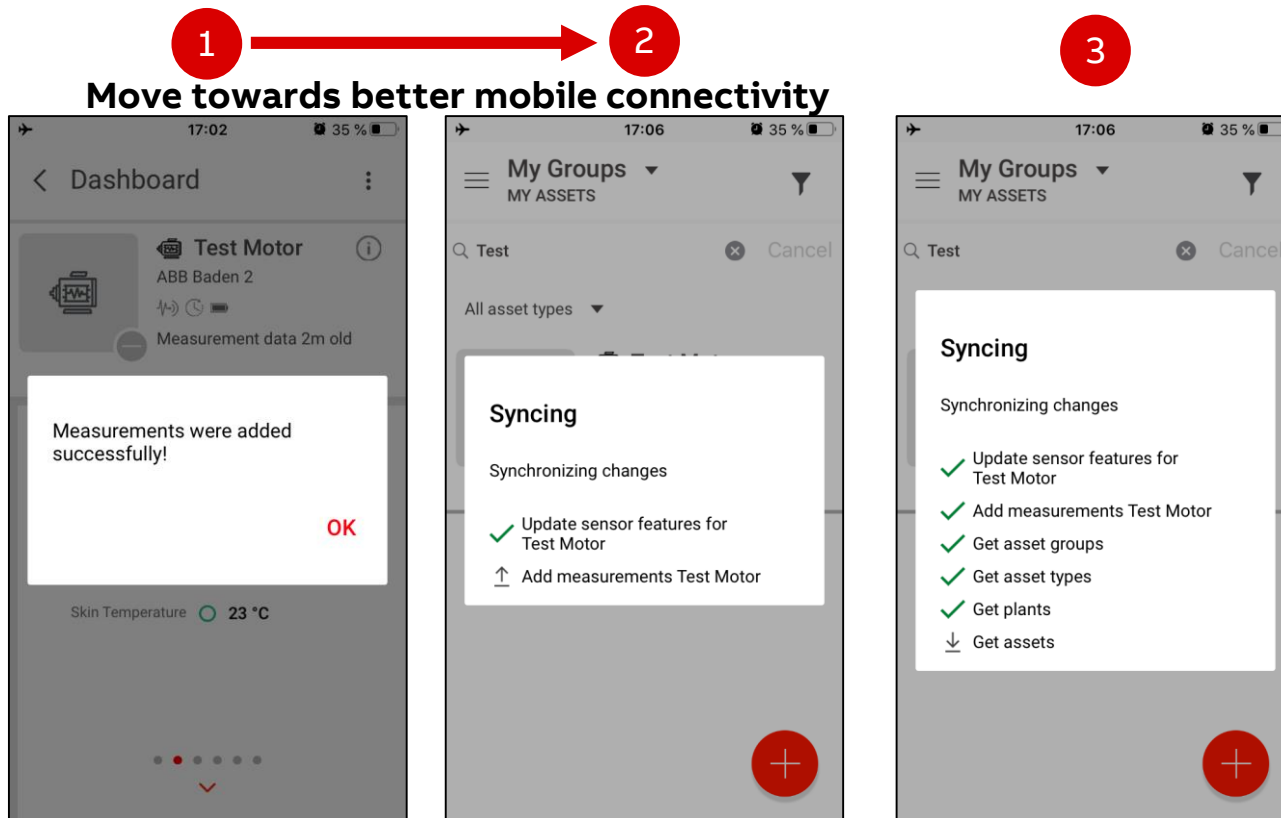 1
2
3
Move towards better mobile connectivity
17:02
35 %
Dashboard
Test Motor
ABB Baden 2
Measurement data 2m old
Measurements were added
successfully!
OK
Skin Temperature 23 °C
17:06
35 %
My Groups
MY ASSETS
Test
Cancel
All asset types
Syncing
Synchronizing changes
Update sensor features for
Test Motor
Add measurements Test Motor
17:06
35 %
My Groups
MY ASSETS
Test
Cancel
Syncing
Synchronizing changes
Update sensor features for
Test Motor
Add measurements Test Motor
Get asset groups
Get asset types
Get plants
Get assets